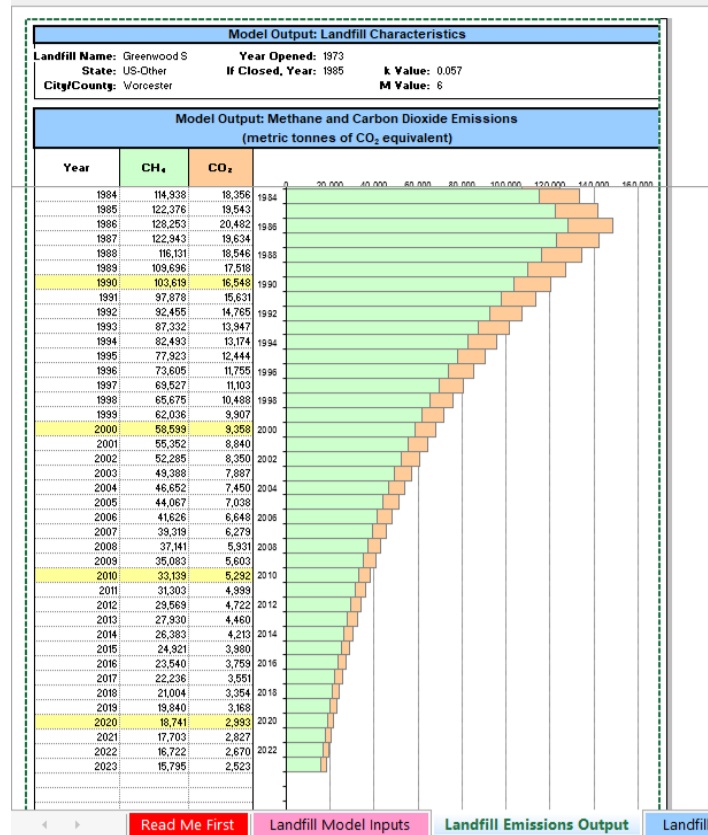 Model Output: Landfill Characteristics
Landfill Name: Greenwood S Year Opened: 1973
State: US-Other If Closed, Year: 1985 k Value: 0.057
City/County: Worcester M Value: 6
Model Output: Methane and Carbon Dioxide Emissions
(metric tonnes of CO₂ equivalent)
Year CH₄ CO₂
0 20,000 40,000 60,000 80,000 100,000 120,000 140,000 160,000
1984 114,938 18,356 1984
1985 122,376 19,543
1986 128,253 20,482 1986
1987 122,943 19,634
1988 116,131 18,546 1988
1989 109,696 17,518
1990 103,619 16,548 1990
1991 97,878 15,631
1992 92,455 14,765 1992
1993 87,332 13,947
1994 82,493 13,174 1994
1995 77,923 12,444
1996 73,605 11,755 1996
1997 69,527 11,103
1998 65,675 10,488 1998
1999 62,036 9,907
2000 58,599 9,358 2000
2001 55,352 8,840
2002 52,285 8,350 2002
2003 49,388 7,887
2004 46,652 7,450 2004
2005 44,067 7,038
2006 41,626 6,648 2006
2007 39,319 6,279
2008 37,141 5,931 2008
2009 35,083 5,603
2010 33,139 5,292 2010
2011 31,303 4,999
2012 29,569 4,722 2012
2013 27,930 4,460
2014 26,383 4,213 2014
2015 24,921 3,980
2016 23,540 3,759 2016
2017 22,236 3,551
2018 21,004 3,354 2018
2019 19,840 3,168
2020 18,741 2,993 2020
2021 17,703 2,827
2022 16,722 2,670 2022
2023 15,795 2,523
Read Me First Landfill Model Inputs Landfill Emissions Output Landfill